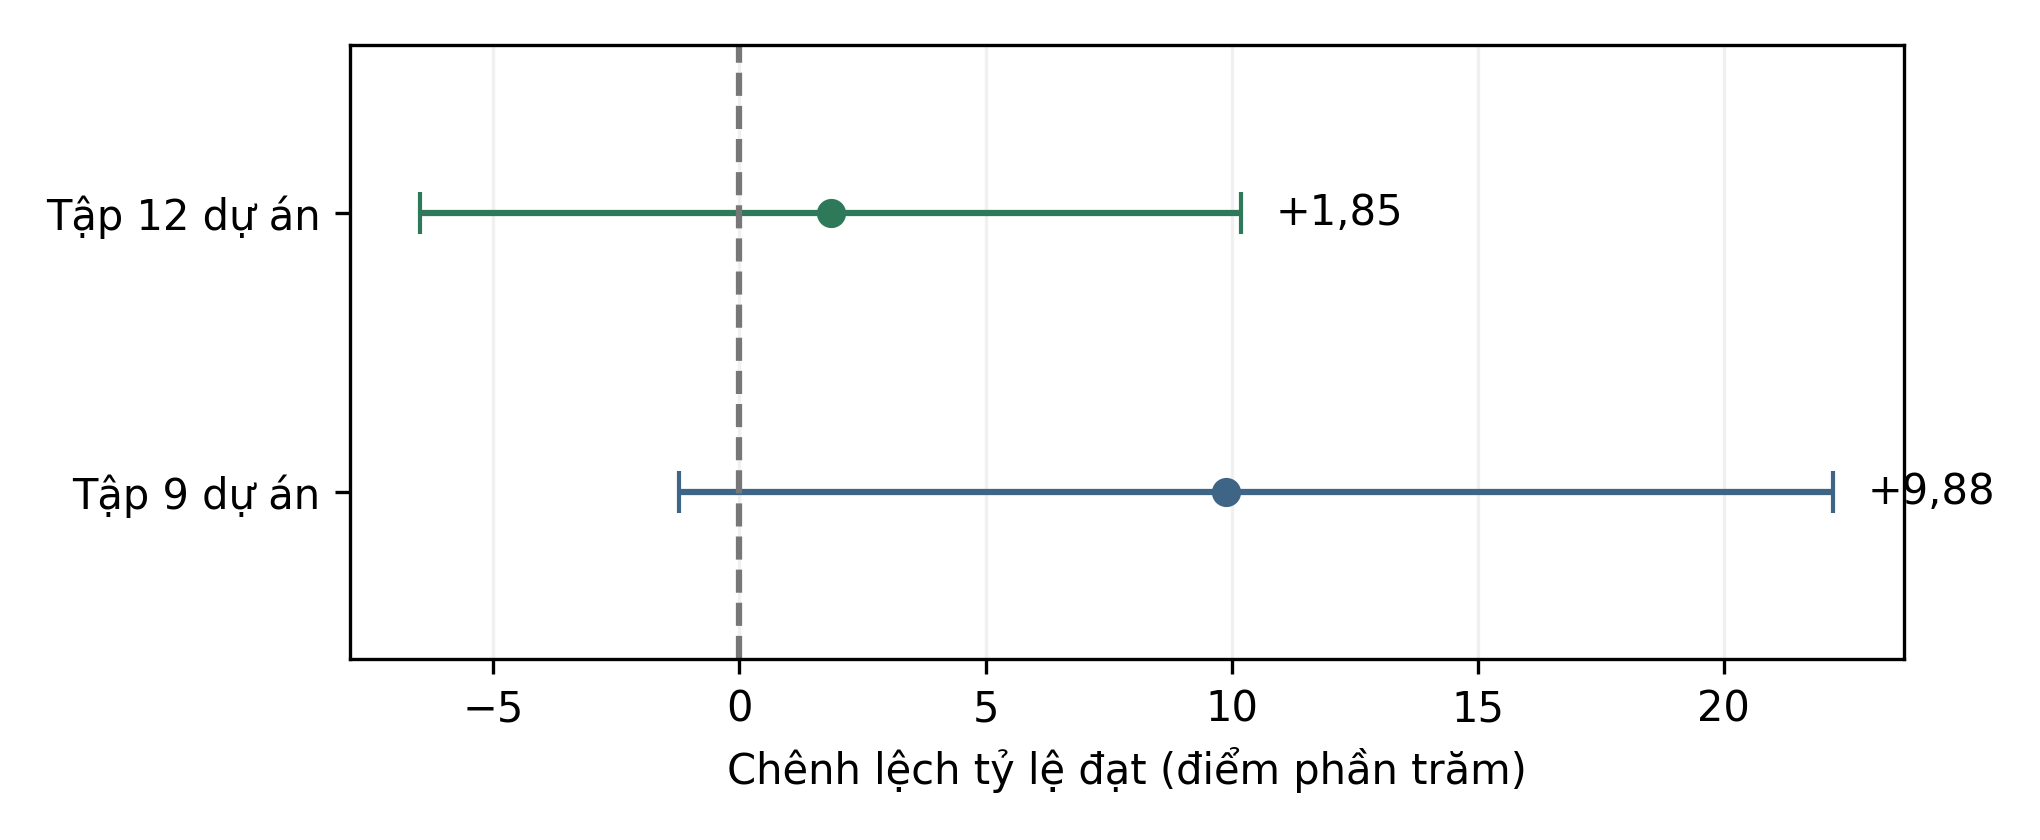 Tập 12 dự án
+1,85
Tập 9 dự án
+9,88
−5 0 5 10 15 20
Chênh lệch tỷ lệ đạt (điểm phần trăm)